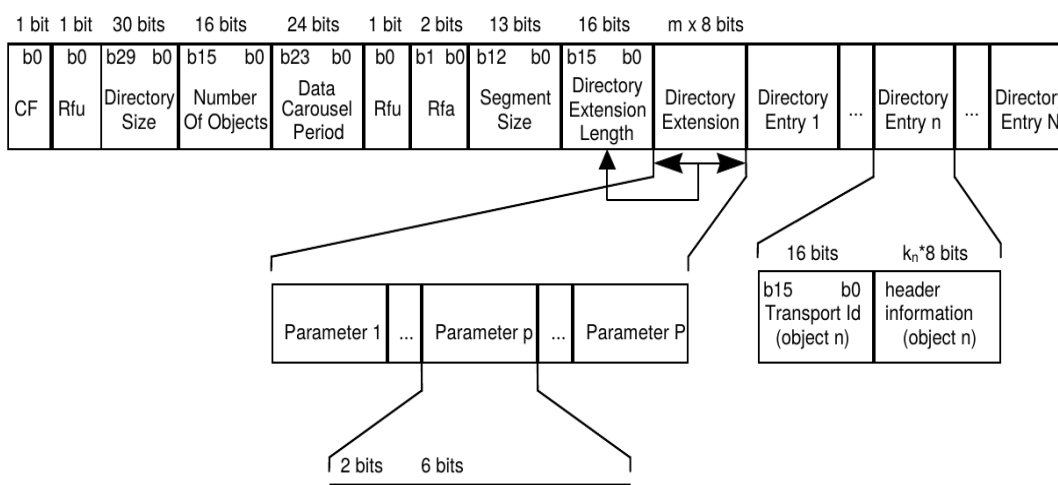 1 bit 1 bit 30 bits 16 bits 24 bits 1 bit 2 bits 13 bits 16 bits m x 8 bits
b0 b0 b29 b0 b15 b0 b23 b0 b0 b1 b0 b12 b0 b15 b0
CF Rfu Directory Size Number Of Objects Data Carousel Period Rfu Rfa Segment Size Directory Extension Length Directory Extension Directory Entry 1 ... Directory Entry n ... Director Entry N
16 bits kn*8 bits
b15 b0 header
Transport Id information
(object n) (object n)
Parameter 1 ... Parameter p ... Parameter P
2 bits 6 bits